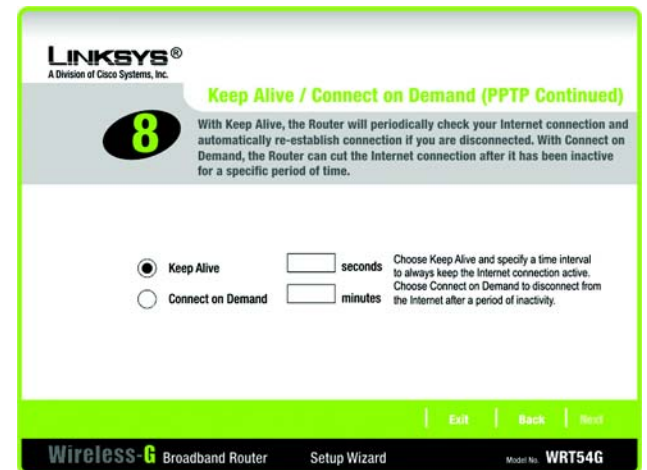 LINKSYS®
A Division of Cisco Systems, Inc.
Keep Alive / Connect on Demand (PPTP Continued)
8
With Keep Alive, the Router will periodically check your Internet connection and
automatically re-establish connection if you are disconnected. With Connect on
Demand, the Router can cut the Internet connection after it has been inactive
for a specific period of time.
Keep Alive seconds
Choose Keep Alive and specify a time interval
to always keep the Internet connection active.
Connect on Demand minutes
Choose Connect on Demand to disconnect from
the Internet after a period of inactivity.
Exit Back Next
Wireless-G Broadband Router Setup Wizard Model No. WRT54G